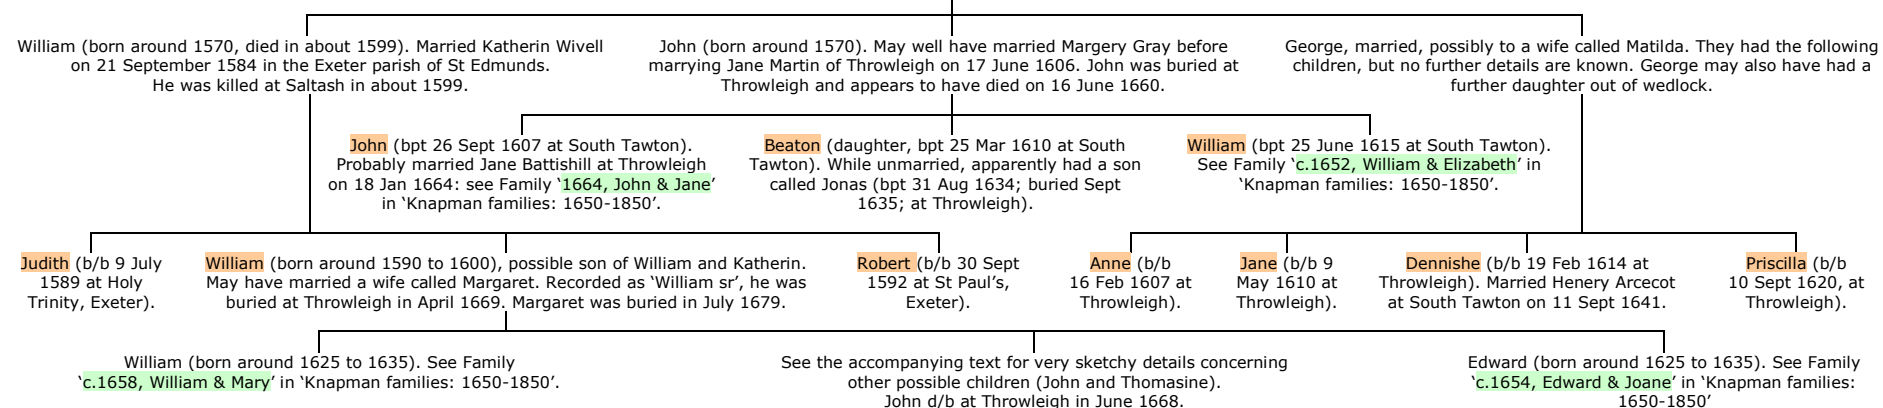 William (born around 1570, died in about 1599). Married Katherin Wivell
on 21 September 1584 in the Exeter parish of St Edmunds.
He was killed at Saltash in about 1599.
John (born around 1570). May well have married Margery Gray before
marrying Jane Martin of Throwleigh on 17 June 1606. John was buried at
Throwleigh and appears to have died on 16 June 1660.
George, married, possibly to a wife called Matilda. They had the following
children, but no further details are known. George may also have had a
further daughter out of wedlock.
John (bpt 26 Sept 1607 at South Tawton).
Probably married Jane Battishill at Throwleigh
on 18 Jan 1664: see Family ‘1664, John & Jane’
in ‘Knapman families: 1650-1850’.
Beaton (daughter, bpt 25 Mar 1610 at South
Tawton). While unmarried, apparently had a son
called Jonas (bpt 31 Aug 1634; buried Sept
1635; at Throwleigh).
William (bpt 25 June 1615 at South Tawton).
See Family ‘c.1652, William & Elizabeth’ in
‘Knapman families: 1650-1850’.
Judith (b/b 9 July
1589 at Holy
Trinity, Exeter).
William (born around 1590 to 1600), possible son of William and Katherin.
May have married a wife called Margaret. Recorded as ‘William sr’, he was
buried at Throwleigh in April 1669. Margaret was buried in July 1679.
Robert (b/b 30 Sept
1592 at St Paul’s,
Exeter).
Anne (b/b
16 Feb 1607 at
Throwleigh).
Jane (b/b 9
May 1610 at
Throwleigh).
Dennishe (b/b 19 Feb 1614 at
Throwleigh). Married Henery Arcecot
at South Tawton on 11 Sept 1641.
Priscilla (b/b
10 Sept 1620, at
Throwleigh).
William (born around 1625 to 1635). See Family
‘c.1658, William & Mary’ in ‘Knapman families: 1650-1850’.
See the accompanying text for very sketchy details concerning
other possible children (John and Thomasine).
John d/b at Throwleigh in June 1668.
Edward (born around 1625 to 1635). See Family
‘c.1654, Edward & Joane’ in ‘Knapman families:
1650-1850’